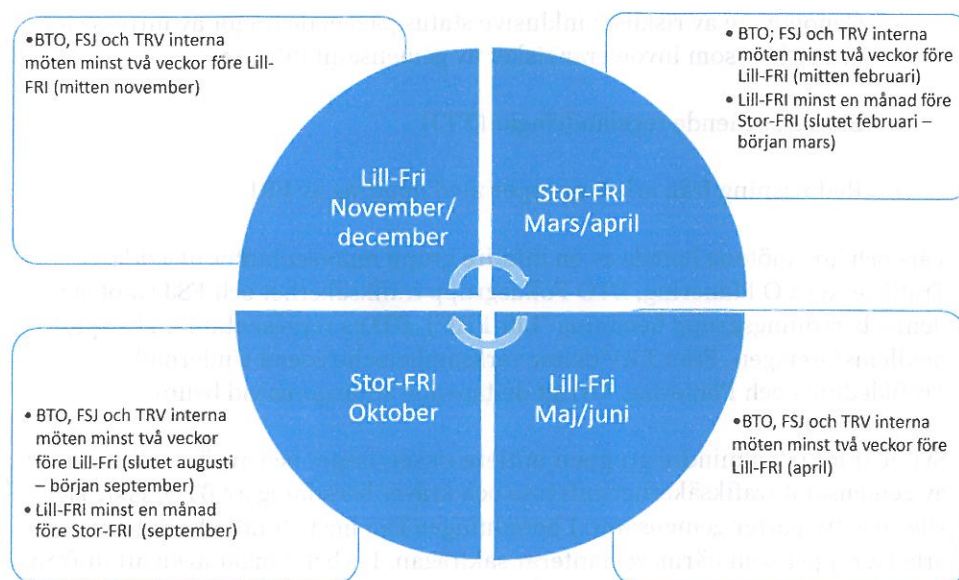 •BTO, FSJ och TRV interna
möten minst två veckor före Lill-
FRI (mitten november)
• BTO; FSJ och TRV interna
möten minst två veckor före
Lill-FRI (mitten februari)
• Lill-FRI minst en månad före
Stor-FRI (slutet februari –
början mars)
Lill-Fri
November/
december
Stor-FRI
Mars/april
Stor-FRI
Oktober
Lill-Fri
Maj/juni
• BTO, FSJ och TRV interna
möten minst två veckor
före Lill-Fri (slutet augusti
– början september)
• Lill-FRI minst en månad
före Stor-FRI (september)
•BTO, FSJ och TRV interna
möten minst två veckor före
Lill-FRI (april)